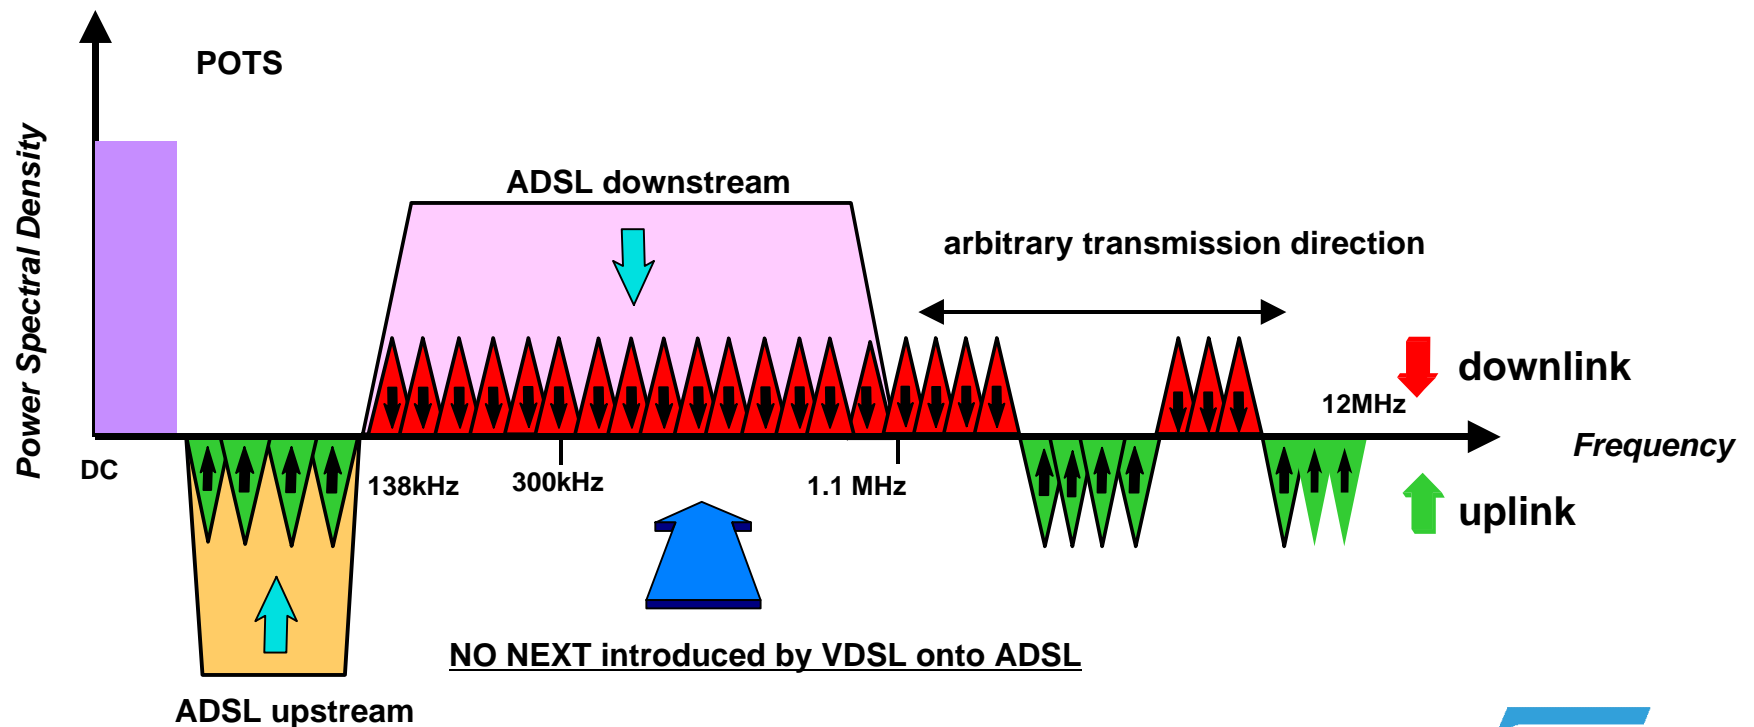 POTS
Power Spectral Density
ADSL downstream
arbitrary transmission direction
downlink
12MHz
Frequency
DC
138kHz
300kHz
1.1 MHz
uplink
NO NEXT introduced by VDSL onto ADSL
ADSL upstream